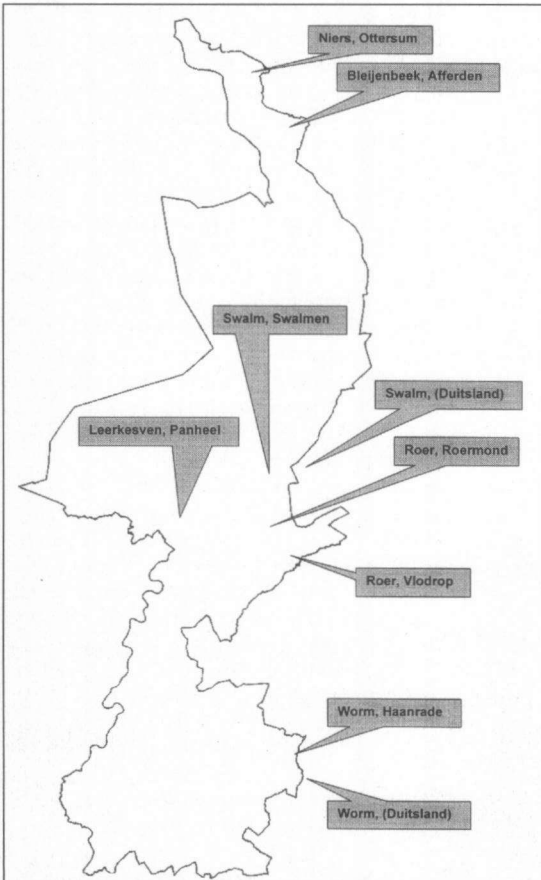 Niers, Ottersum
Bleijenbeek, Afferden
Swalm, Swalmen
Swalm, (Duitsland)
Leerkesven, Panheel
Roer, Roermond
Roer, Vlodrop
Worm, Haanrade
Worm, (Duitsland)